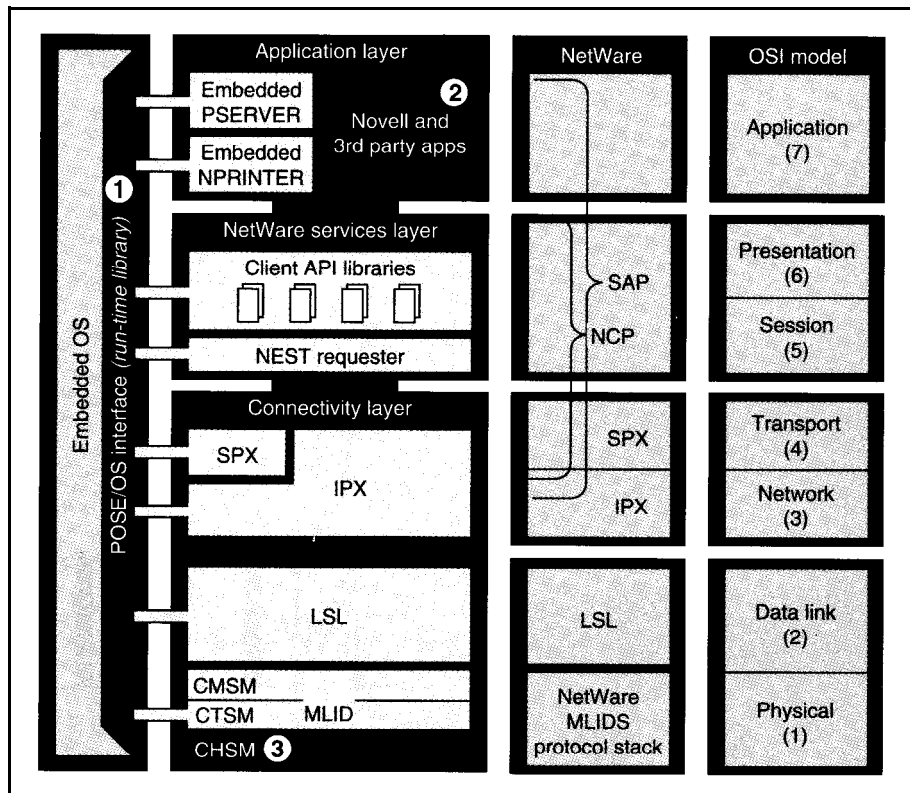 Embedded OS
POSE/OS interface (run-time library)
1
Application layer
Embedded
PSERVER
Embedded
NPRINTER
2
Novell and
3rd party apps
NetWare services layer
Client API libraries
NEST requester
Connectivity layer
SPX
IPX
LSL
CMSM
CTSM
MLID
CHSM 3
NetWare
SAP
NCP
SPX
IPX
LSL
NetWare
MLIDS
protocol stack
OSI model
Application
(7)
Presentation
(6)
Session
(5)
Transport
(4)
Network
(3)
Data link
(2)
Physical
(1)